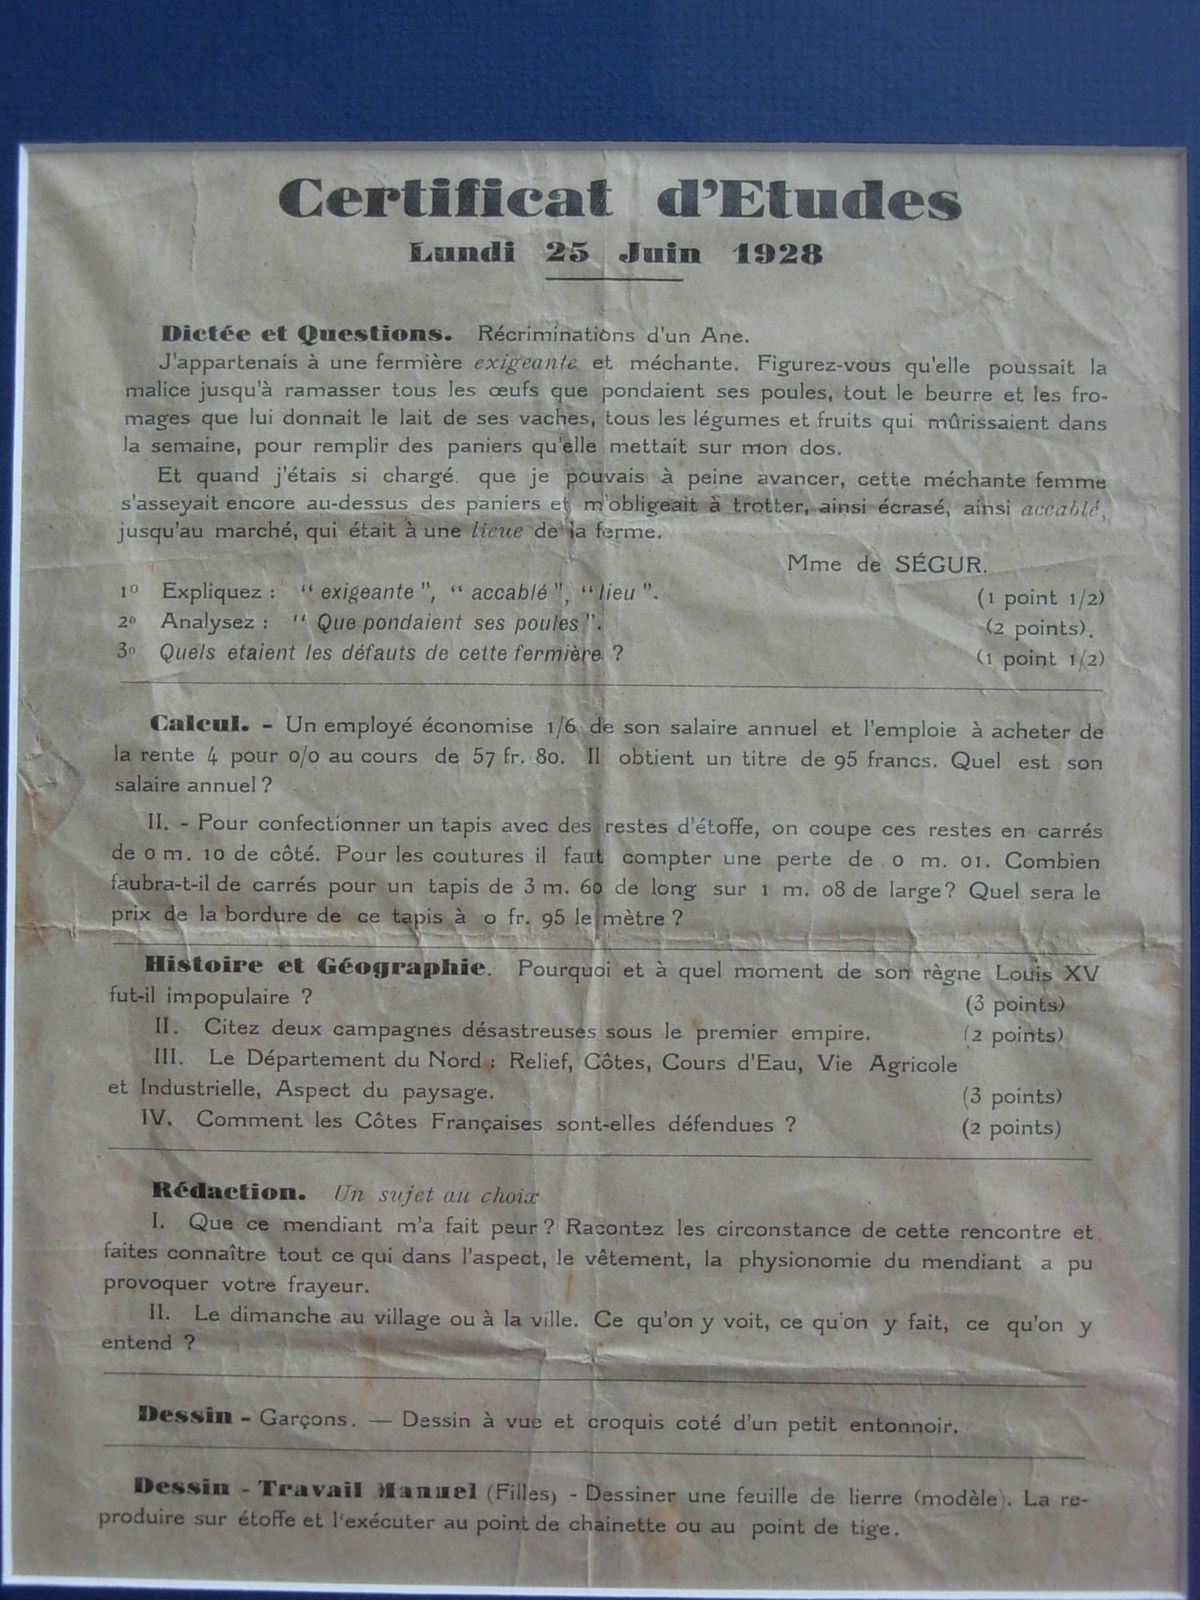 Certificat d'Etudes
Lundi 25 Juin 1928
Dictée et Questions. Récriminations d'un Ane.
J'appartenais à une fermière exigeante et méchante. Figurez-vous qu'elle poussait la
malice jusqu'à ramasser tous les œufs que pondaient ses poules, tout le beurre et les fro-
mages que lui donnait le lait de ses vaches, tous les légumes et fruits qui mûrissaient dans
la semaine, pour remplir des paniers qu'elle mettait sur mon dos.
Et quand j'étais si chargé que je pouvais à peine avancer, cette méchante femme
s'asseyait encore au-dessus des paniers et m'obligeait à trotter, ainsi écrasé, ainsi accablé,
jusqu'au marché, qui était à une lieue de la ferme.
Mme de SÉGUR.
1º Expliquez : " exigeante ", " accablé ", " lieu ". (1 point 1/2)
2º Analysez : " Que pondaient ses poules ". (2 points).
3º Quels étaient les défauts de cette fermière ? (1 point 1/2)
Calcul. - Un employé économise 1/6 de son salaire annuel et l'emploie à acheter de
la rente 4 pour 0/0 au cours de 57 fr. 80. Il obtient un titre de 95 francs. Quel est son
salaire annuel ?
II. - Pour confectionner un tapis avec des restes d'étoffe, on coupe ces restes en carrés
de 0 m. 10 de côté. Pour les coutures il faut compter une perte de 0 m. 01. Combien
faubra-t-il de carrés pour un tapis de 3 m. 60 de long sur 1 m. 08 de large ? Quel sera le
prix de la bordure de ce tapis à 0 fr. 95 le mètre ?
Histoire et Géographie. Pourquoi et à quel moment de son règne Louis XV
fut-il impopulaire ? (3 points)
II. Citez deux campagnes désastreuses sous le premier empire. (2 points)
III. Le Département du Nord : Relief, Côtes, Cours d'Eau, Vie Agricole
et Industrielle, Aspect du paysage. (3 points)
IV. Comment les Côtes Françaises sont-elles défendues ? (2 points)
Rédaction. Un sujet au choix
I. Que ce mendiant m'a fait peur ? Racontez les circonstance de cette rencontre et
faites connaître tout ce qui dans l'aspect, le vêtement, la physionomie du mendiant a pu
provoquer votre frayeur.
II. Le dimanche au village ou à la ville. Ce qu'on y voit, ce qu'on y fait, ce qu'on y
entend ?
Dessin - Garçons. — Dessin à vue et croquis coté d'un petit entonnoir.
Dessin - Travail Manuel (Filles) - Dessiner une feuille de lierre (modèle). La re-
produire sur étoffe et l'exécuter au point de chainette ou au point de tige.